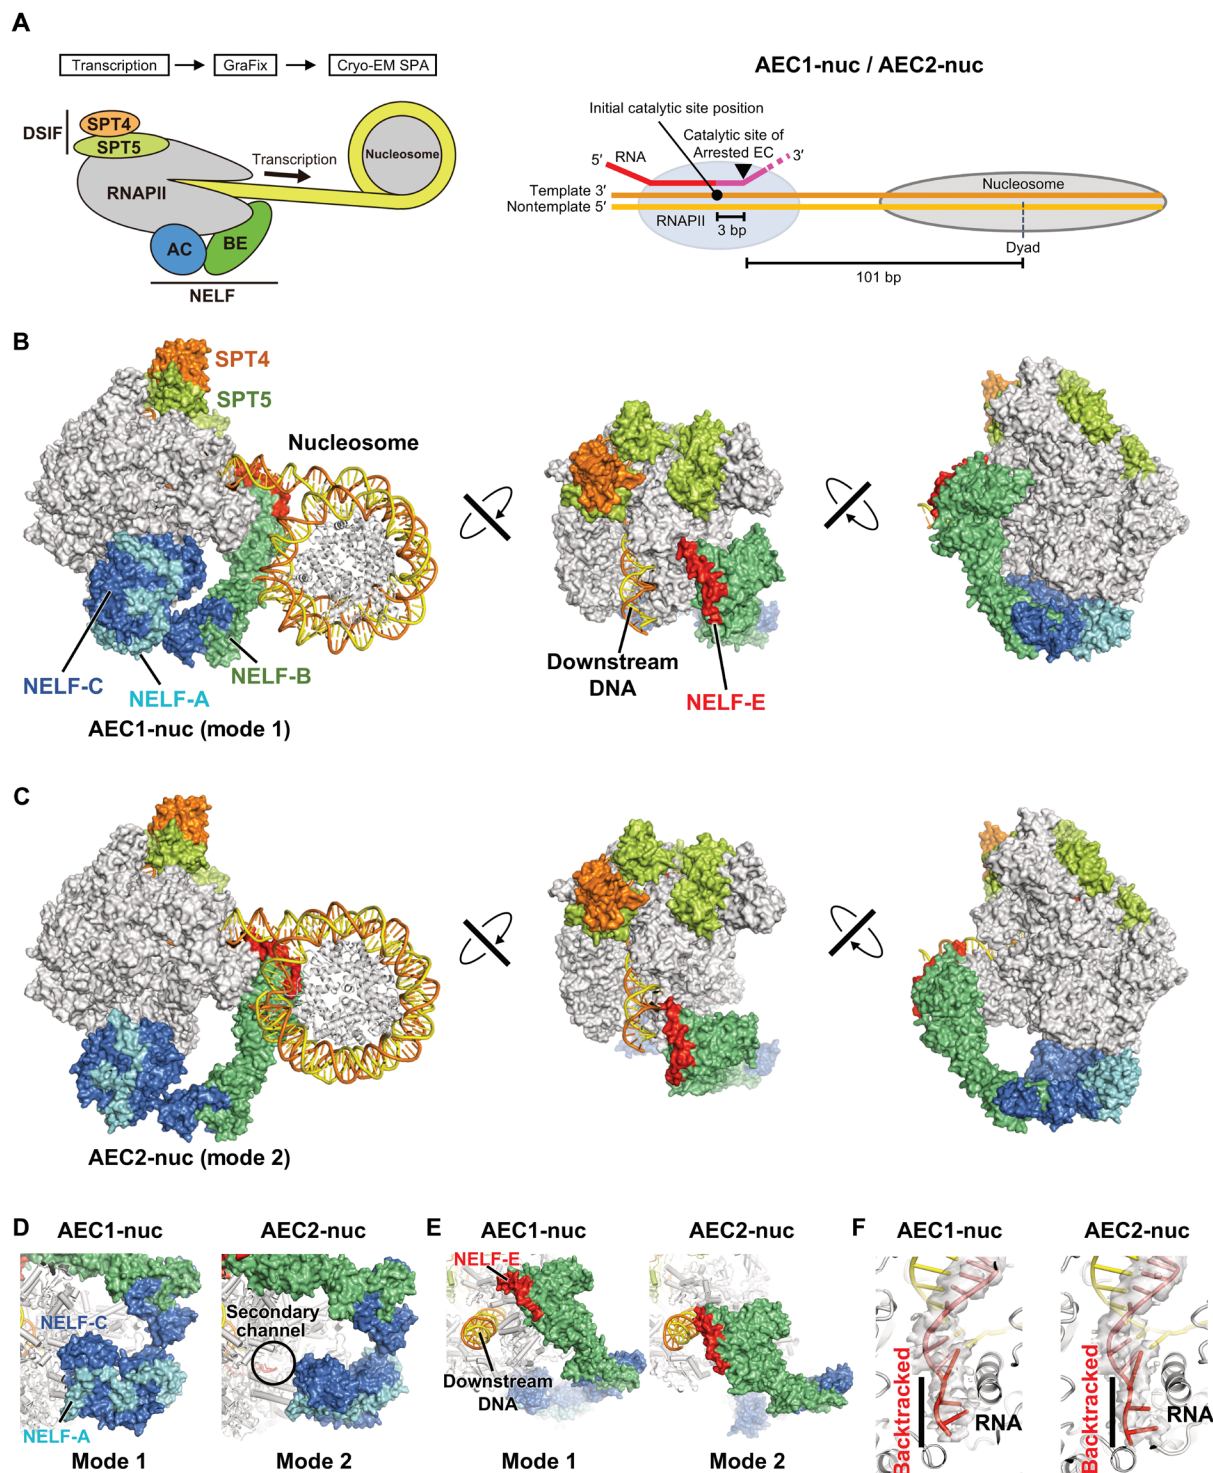 A
Transcription
GraFix
Cryo-EM SPA
DSIF
SPT4
SPT5
RNAPII
Transcription
Nucleosome
AC
BE
NELF
AEC1-nuc / AEC2-nuc
Initial catalytic site position
Catalytic site of
Arrested EC
5′
RNA
3′
Template 3′
Nontemplate 5′
RNAPII
3 bp
Nucleosome
Dyad
101 bp
B
SPT4
SPT5
Nucleosome
NELF-C
NELF-A
NELF-B
AEC1-nuc (mode 1)
Downstream
DNA
NELF-E
C
AEC2-nuc (mode 2)
D
AEC1-nuc
AEC2-nuc
NELF-C
NELF-A
Secondary
channel
Mode 1
Mode 2
E
AEC1-nuc
AEC2-nuc
NELF-E
Downstream
DNA
Mode 1
Mode 2
F
AEC1-nuc
AEC2-nuc
Backtracked
RNA
Backtracked
RNA